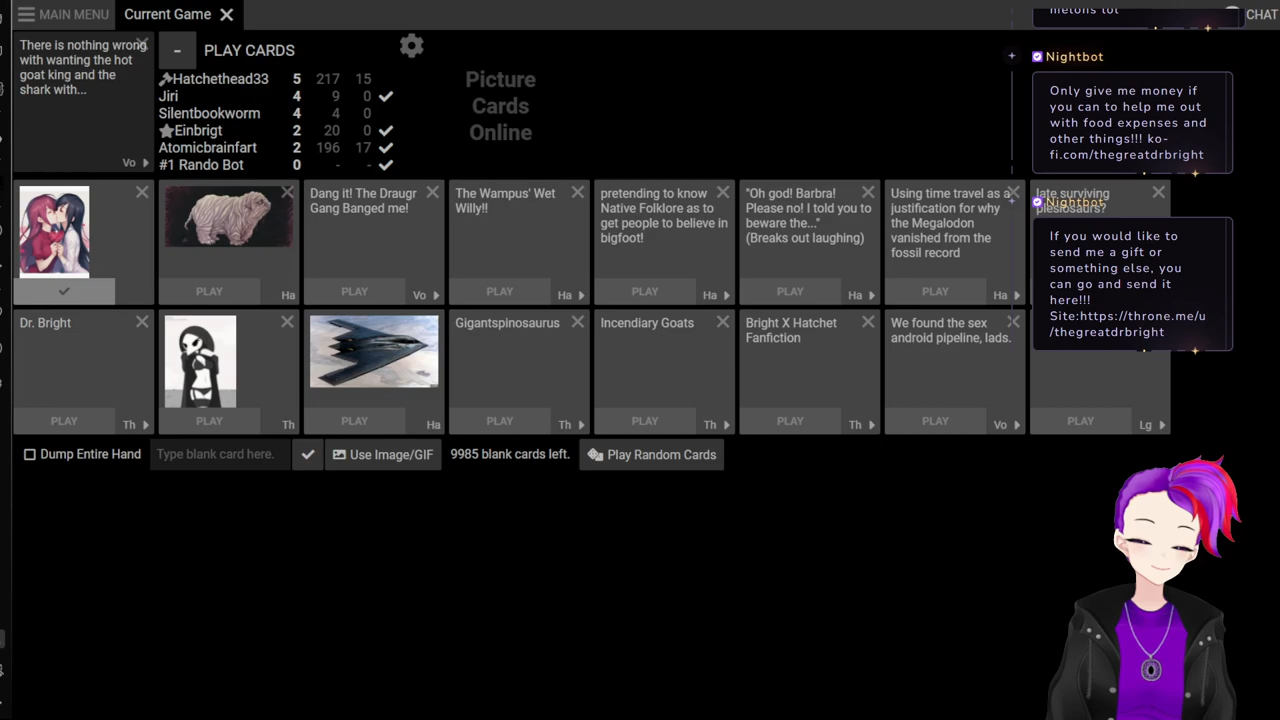 MAIN MENU
Current Game
CHAT
There is nothing wrong
with wanting the hot
goat king and the
shark with...
Vo
-
PLAY CARDS
Hatchethead33 5 217 15
Jiri 4 9 0
Silentbookworm 4 4 0
Einbrigt 2 20 0
Atomicbrainfart 2 196 17
#1 Rando Bot 0 - -
Picture
Cards
Online
melons lol
Nightbot
Only give me money if
you can to help me out
with food expenses and
other things!!! ko-
fi.com/thegreatdrbright
Nightbot
If you would like to
send me a gift or
something else, you
can go and send it
here!!!
Site:https://throne.me/u
/thegreatdrbright
PLAY
Ha
Dang it! The Draugr
Gang Banged me!
PLAY
Vo
The Wampus' Wet
Willy!!
PLAY
Ha
pretending to know
Native Folklore as to
get people to believe in
bigfoot!
PLAY
Ha
"Oh god! Barbra!
Please no! I told you to
beware the..."
(Breaks out laughing)
PLAY
Ha
Using time travel as a
justification for why
the Megalodon
vanished from the
fossil record
PLAY
Ha
late surviving
plesiosaurs?
Dr. Bright
PLAY
Th
PLAY
Th
PLAY
Ha
Gigantspinosaurus
PLAY
Th
Incendiary Goats
PLAY
Th
Bright X Hatchet
Fanfiction
PLAY
Th
We found the sex
android pipeline, lads.
PLAY
Vo
PLAY
Lg
Dump Entire Hand
Type blank card here.
Use Image/GIF
9985 blank cards left.
Play Random Cards